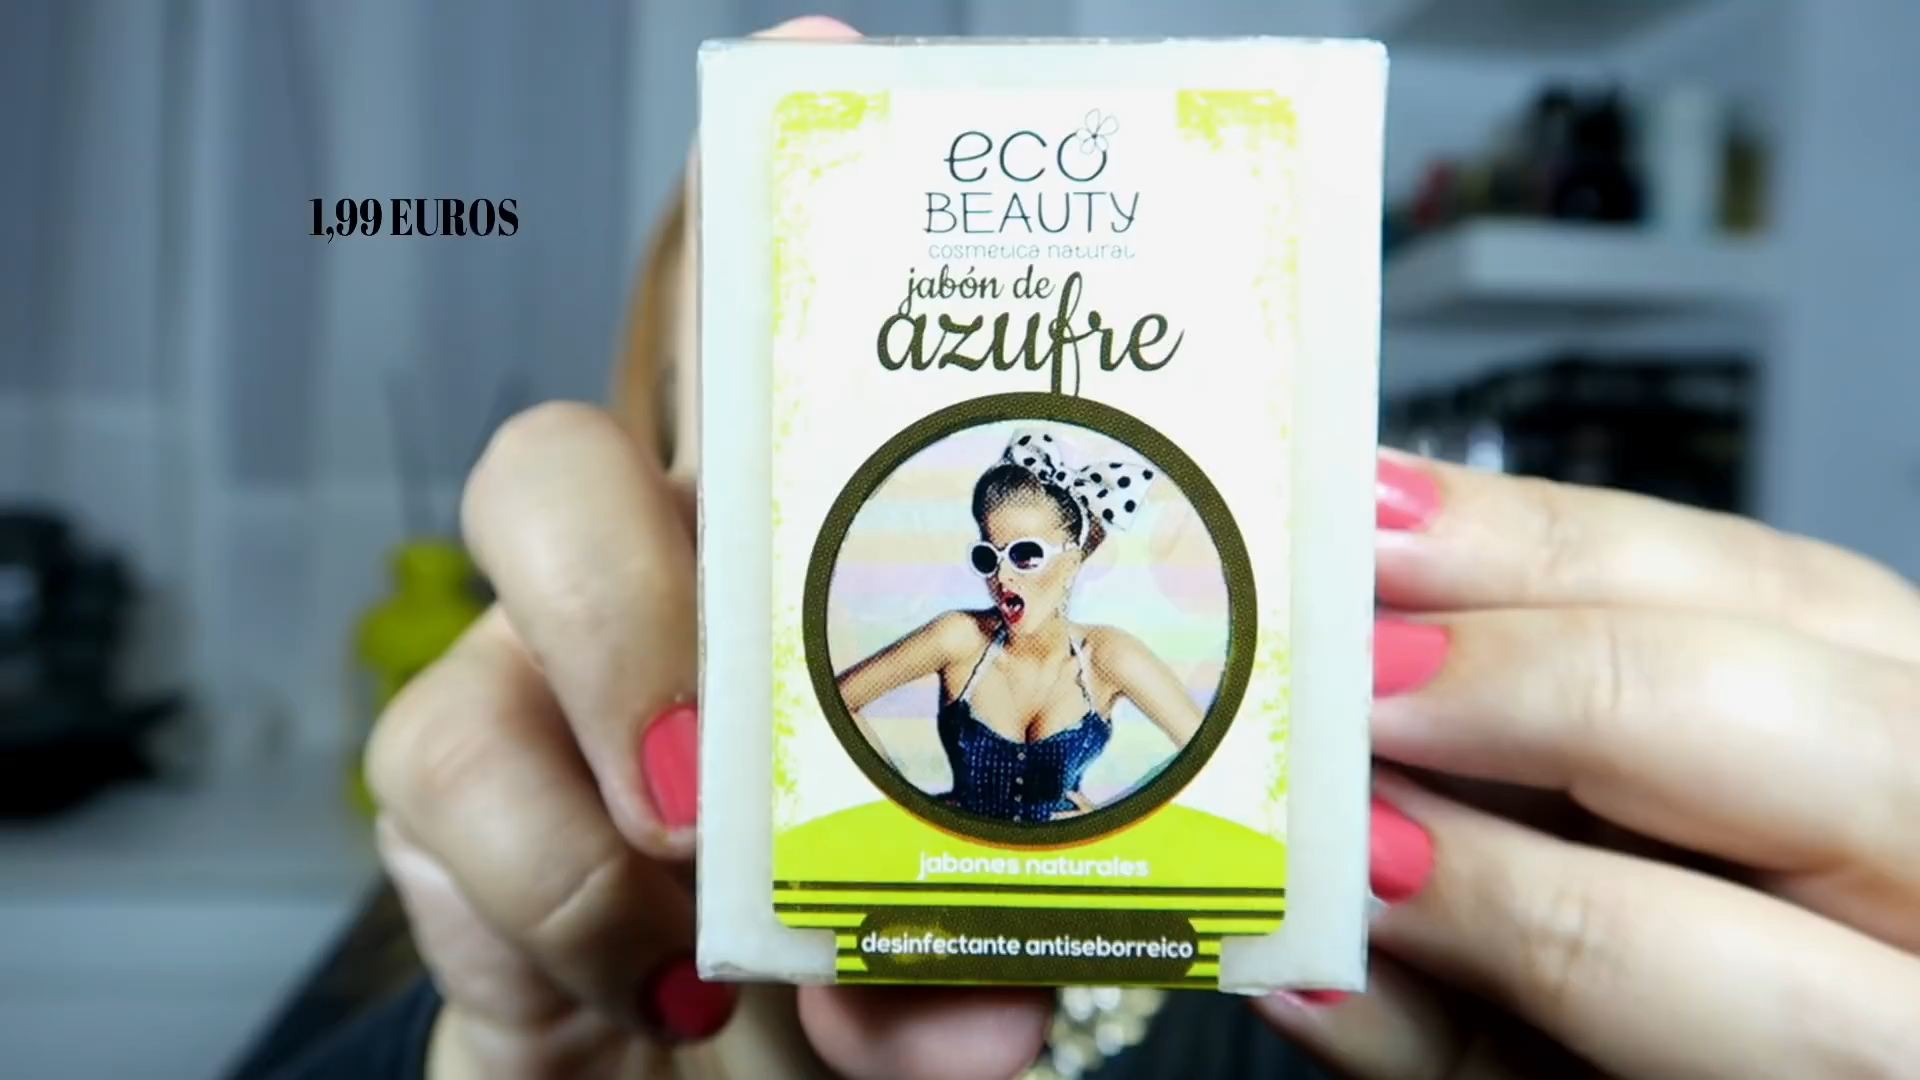 1,99 EUROS
eco
BEAUTY
cosmetica natural
jabón de
azufre
jabones naturales
desinfectante antiseborreico